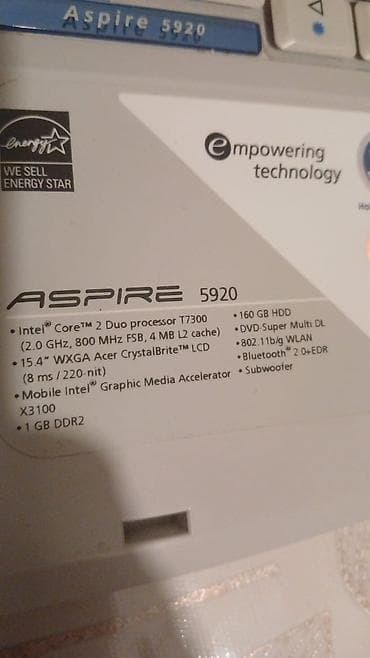 Aspire 5920
energy
WE SELL
ENERGY STAR
empowering
technology
ASPIRE 5920
• Intel® Core™ 2 Duo processor T7300
(2.0 GHz, 800 MHz FSB, 4 MB L2 cache)
• 15.4" WXGA Acer CrystalBrite™ LCD
(8 ms / 220-nit)
• Mobile Intel® Graphic Media Accelerator
X3100
• 1 GB DDR2
• 160 GB HDD
• DVD-Super Multi DL
• 802.11b/g WLAN
• Bluetooth® 2.0+EDR
• Subwoofer